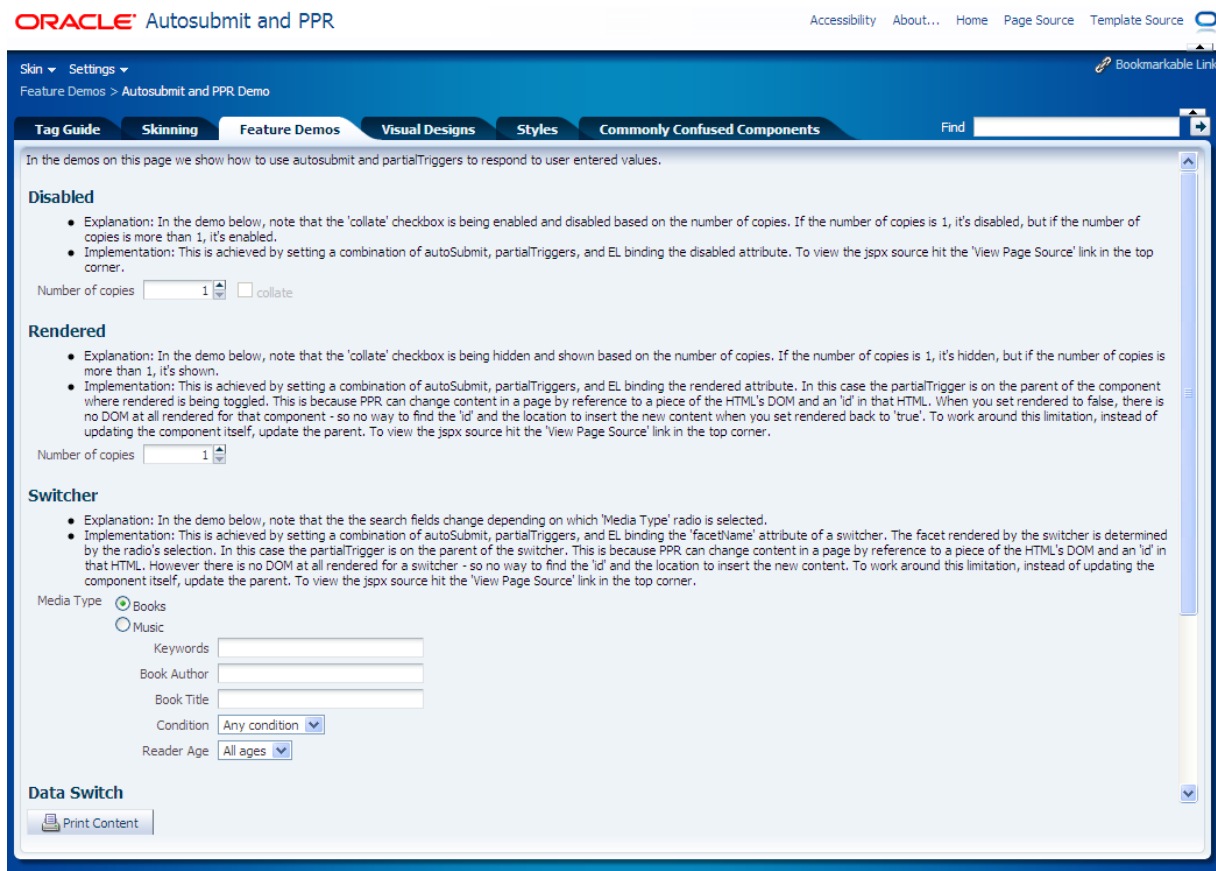 ORACLE Autosubmit and PPR
Accessibility About... Home Page Source Template Source
Skin Settings
Bookmarkable Link
Feature Demos > Autosubmit and PPR Demo
Tag Guide Skinning Feature Demos Visual Designs Styles Commonly Confused Components Find
In the demos on this page we show how to use autosubmit and partialTriggers to respond to user entered values.
Disabled
• Explanation: In the demo below, note that the 'collate' checkbox is being enabled and disabled based on the number of copies. If the number of copies is 1, it's disabled, but if the number of
copies is more than 1, it's enabled.
• Implementation: This is achieved by setting a combination of autoSubmit, partialTriggers, and EL binding the disabled attribute. To view the jspx source hit the 'View Page Source' link in the top
corner.
Number of copies 1 collate
Rendered
• Explanation: In the demo below, note that the 'collate' checkbox is being hidden and shown based on the number of copies. If the number of copies is 1, it's hidden, but if the number of copies is
more than 1, it's shown.
• Implementation: This is achieved by setting a combination of autoSubmit, partialTriggers, and EL binding the rendered attribute. In this case the partialTrigger is on the parent of the component
where rendered is being toggled. This is because PPR can change content in a page by reference to a piece of the HTML's DOM and an 'id' in that HTML. When you set rendered to false, there is
no DOM at all rendered for that component - so no way to find the 'id' and the location to insert the new content when you set rendered back to 'true'. To work around this limitation, instead of
updating the component itself, update the parent. To view the jspx source hit the 'View Page Source' link in the top corner.
Number of copies 1
Switcher
• Explanation: In the demo below, note that the the search fields change depending on which 'Media Type' radio is selected.
• Implementation: This is achieved by setting a combination of autoSubmit, partialTriggers, and EL binding the 'facetName' attribute of a switcher. The facet rendered by the switcher is determined
by the radio's selection. In this case the partialTrigger is on the parent of the switcher. This is because PPR can change content in a page by reference to a piece of the HTML's DOM and an 'id' in
that HTML. However there is no DOM at all rendered for a switcher - so no way to find the 'id' and the location to insert the new content. To work around this limitation, instead of updating the
component itself, update the parent. To view the jspx source hit the 'View Page Source' link in the top corner.
Media Type Books
Music
Keywords
Book Author
Book Title
Condition Any condition
Reader Age All ages
Data Switch
Print Content